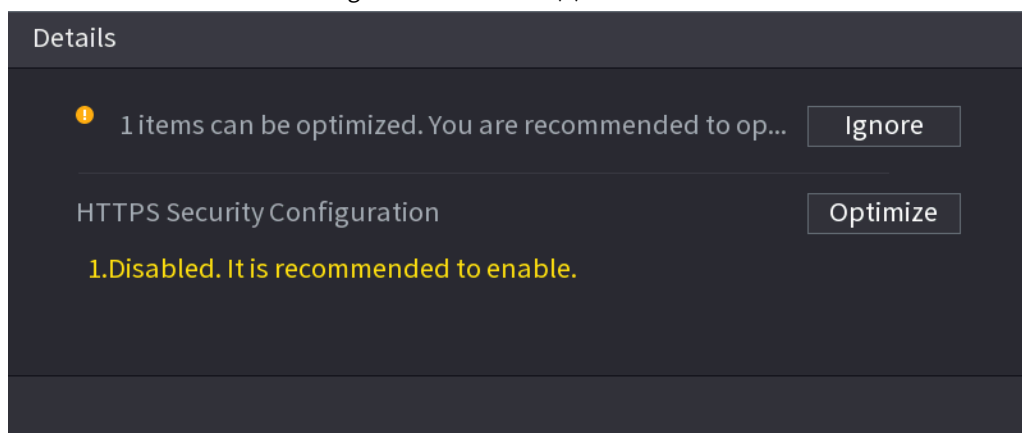 Details
1 items can be optimized. You are recommended to op...
Ignore
HTTPS Security Configuration
Optimize
1.Disabled. It is recommended to enable.